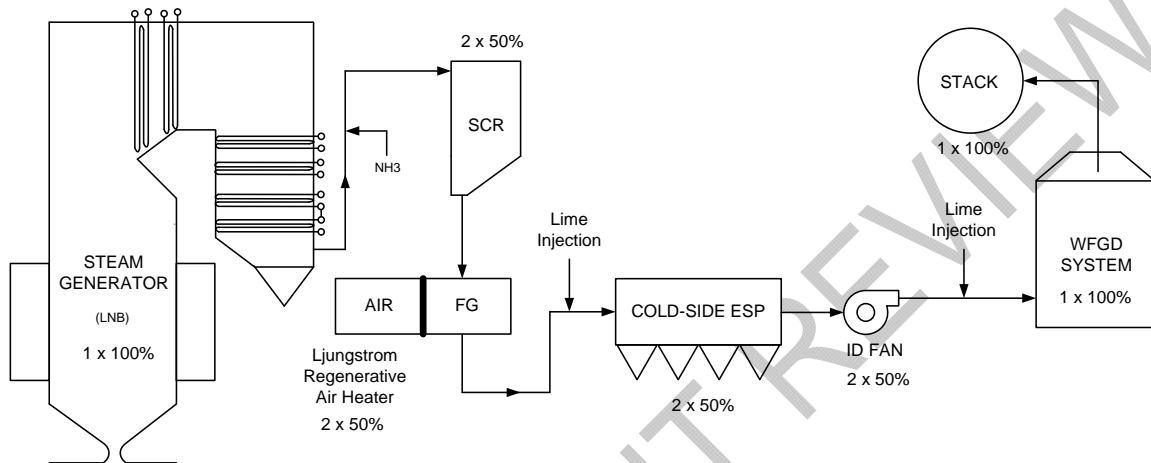 2 x 50%
SCR
NH3
STEAM
GENERATOR
(LNB)
1 x 100%
AIR
FG
Ljungstrom
Regenerative
Air Heater
2 x 50%
Lime
Injection
COLD-SIDE ESP
2 x 50%
ID FAN
2 x 50%
Lime
Injection
STACK
1 x 100%
WFGD
SYSTEM
1 x 100%
REVIEW